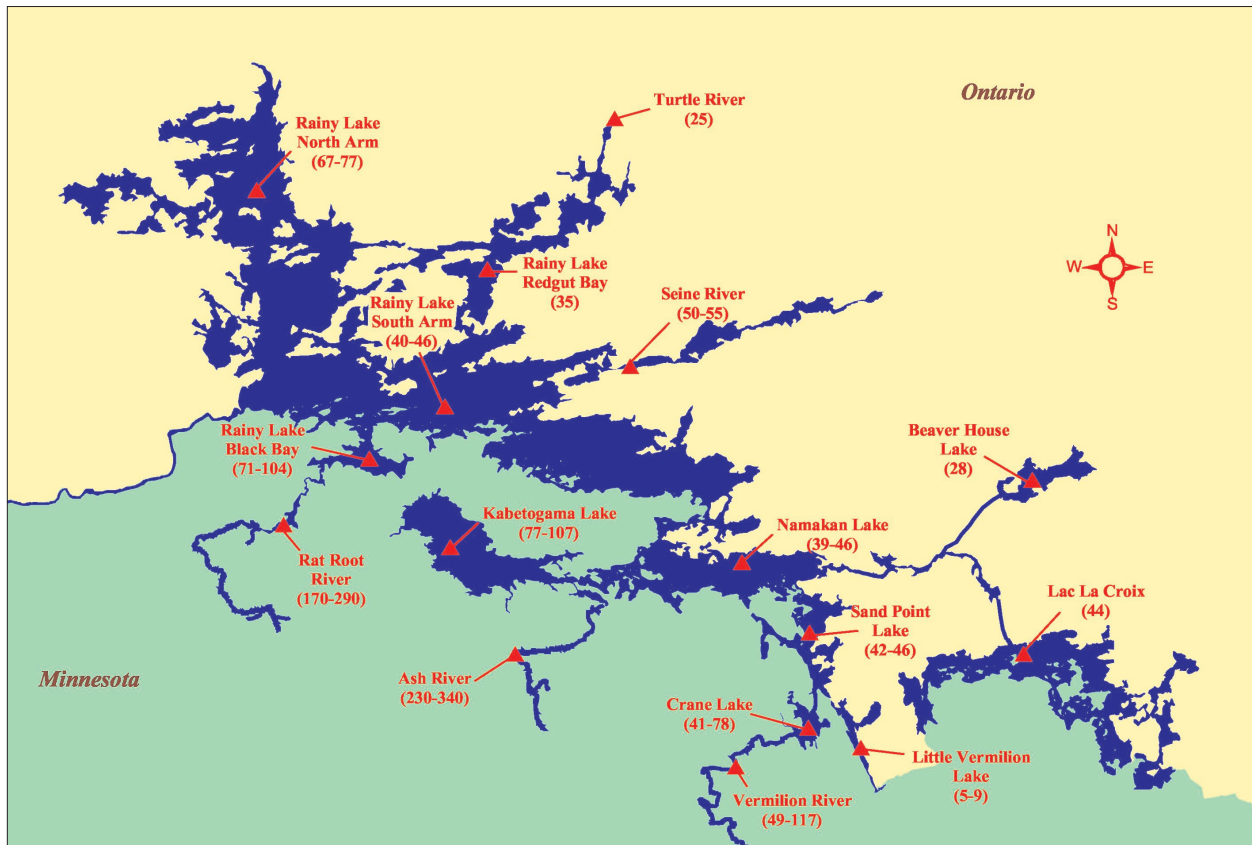 Ontario
Turtle River
(25)
Rainy Lake
North Arm
(67-77)
N
W
E
S
Rainy Lake
Redgut Bay
(35)
Seine River
(50-55)
Rainy Lake
South Arm
(40-46)
Rainy Lake
Black Bay
(71-104)
Beaver House
Lake
(28)
Kabetogama Lake
(77-107)
Namakan Lake
(39-46)
Rat Root
River
(170-290)
Lac La Croix
(44)
Sand Point
Lake
(42-46)
Minnesota
Ash River
(230-340)
Crane Lake
(41-78)
Little Vermilion
Lake
(5-9)
Vermilion River
(49-117)